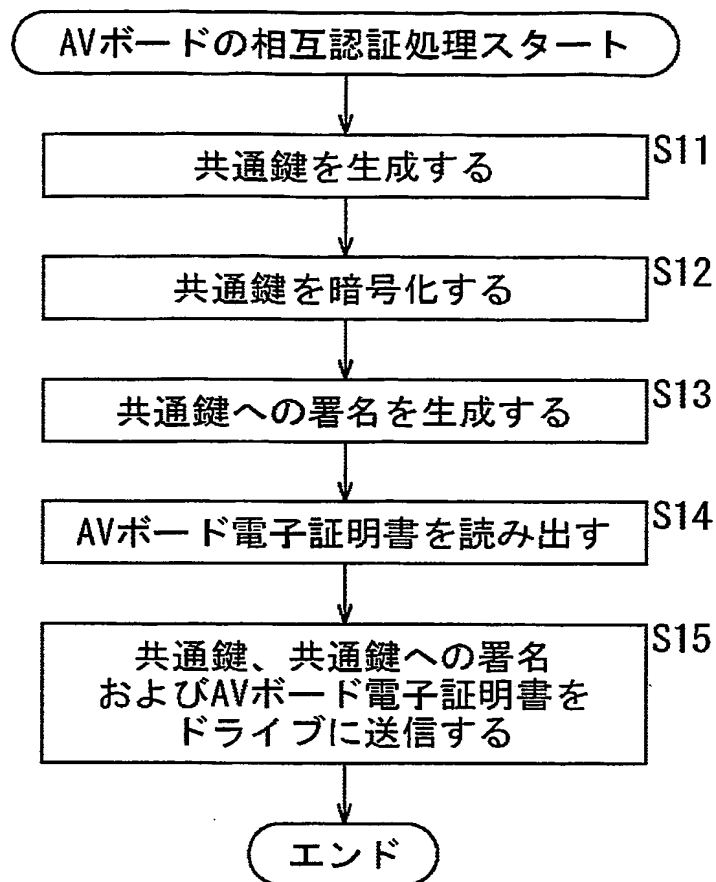 AVボードの相互認証処理スタート
共通鍵を生成する
S11
共通鍵を暗号化する
S12
共通鍵への署名を生成する
S13
AVボード電子証明書を読み出す
S14
共通鍵、共通鍵への署名
およびAVボード電子証明書を
ドライブに送信する
S15
エンド